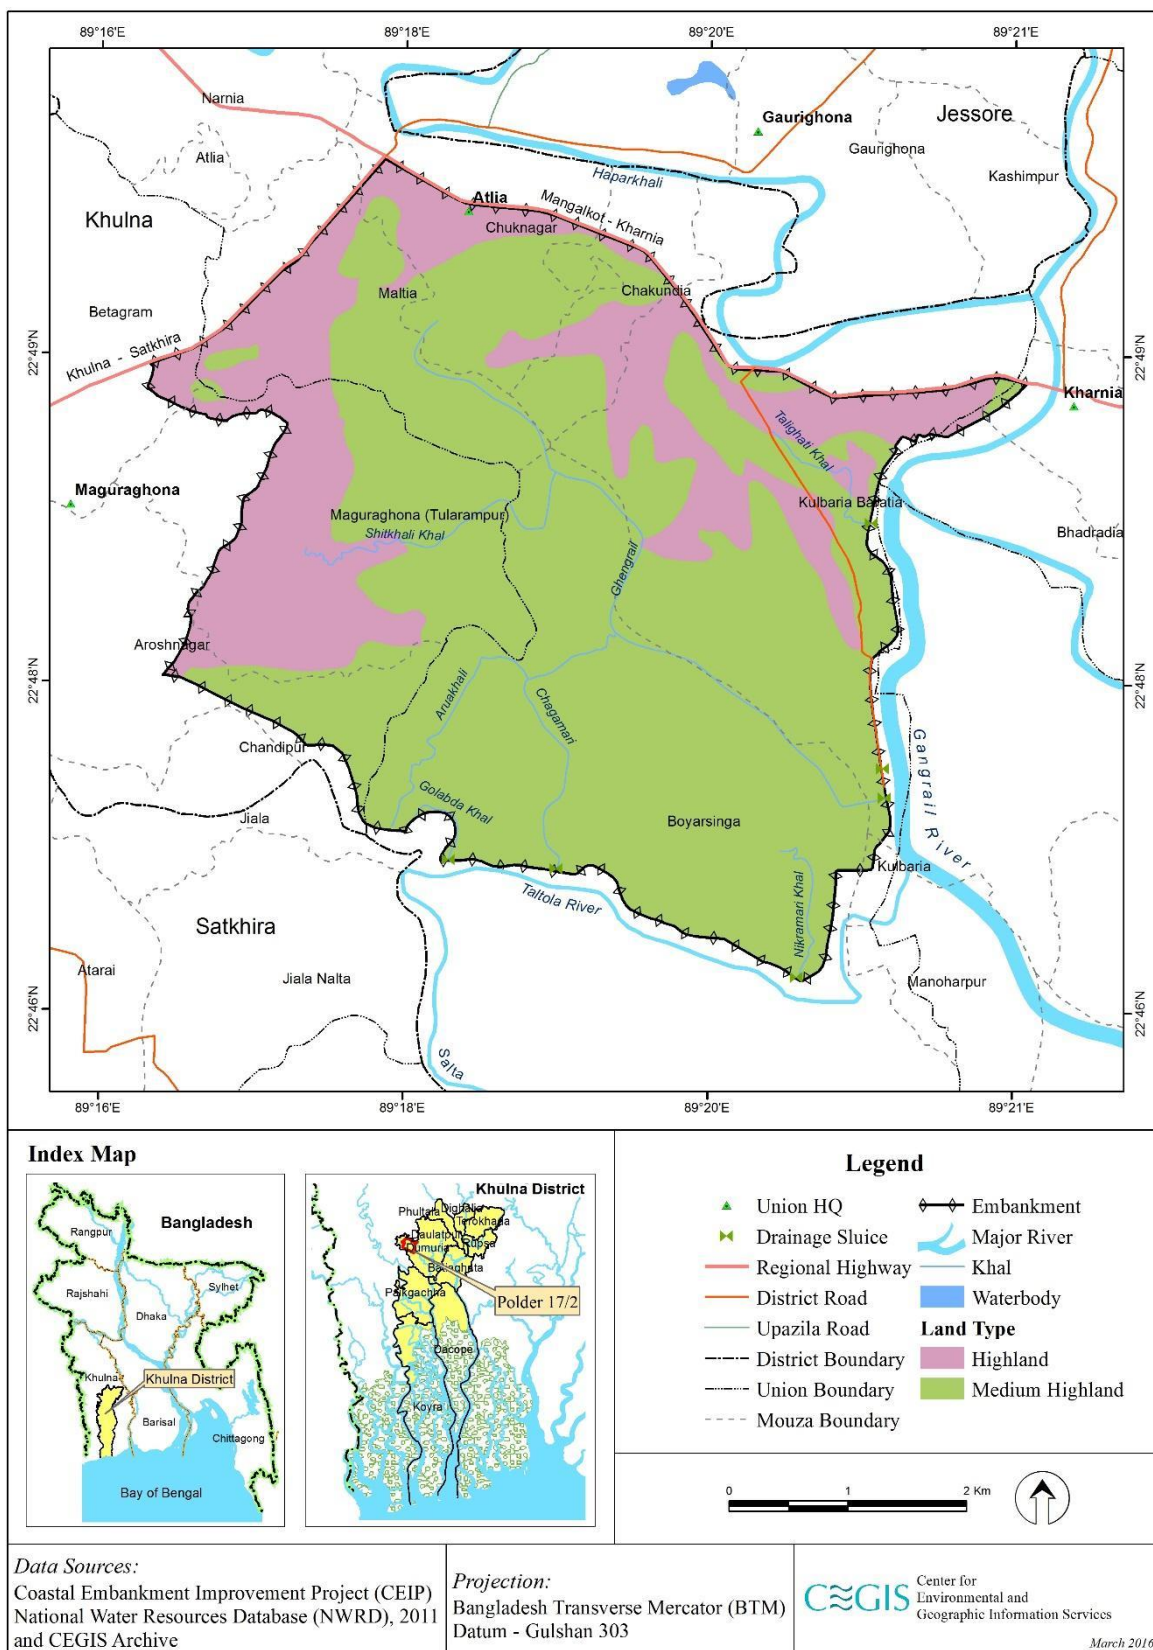 89°16'E 89°18'E 89°20'E 89°21'E
Narnia
Gaurighona
Jessore
Atlia
Gaurighona
Haparkhali
Kashimpur
Khulna
Atlia
Mangalkot - Kharnia
Chuknagar
Maltia
Chakundia
Betagram
22°49'N
Khulna - Satkhira
22°49'N
Kharnia
Talighati Khal
Maguraghona
Maguraghona (Tularampur)
Kulbaria Baratia
Shitkhali Khal
Bhadradia
Ghengrail
Aroshnagar
22°48'N
22°48'N
Aruakhali
Chagamari
Chandipur
Gangrail River
Golabda Khal
Jiala
Boyarsinga
Kulbaria
Nikramari Khal
Taltola River
Satkhira
Atarai
Jiala Nalta
Manoharpur
22°46'N
22°46'N
Salta
89°16'E 89°18'E 89°20'E 89°21'E
Index Map
Bangladesh
Rangpur
Rajshahi
Sylhet
Dhaka
Khulna
Khulna District
Barisal
Chittagong
Bay of Bengal
Khulna District
Dighalia
Phultala
Terokhada
Daulatpur
Rupsa
Dumuria
Batiaghata
Paikgachha
Polder 17/2
Dacope
Koyra
Legend
Union HQ
Drainage Sluice
Regional Highway
District Road
Upazila Road
District Boundary
Union Boundary
Mouza Boundary
Embankment
Major River
Khal
Waterbody
Land Type
Highland
Medium Highland
0 1 2 Km
Data Sources:
Coastal Embankment Improvement Project (CEIP)
National Water Resources Database (NWRD), 2011
and CEGIS Archive
Projection:
Bangladesh Transverse Mercator (BTM)
Datum - Gulshan 303
CEGIS
Center for
Environmental and
Geographic Information Services
March 2016